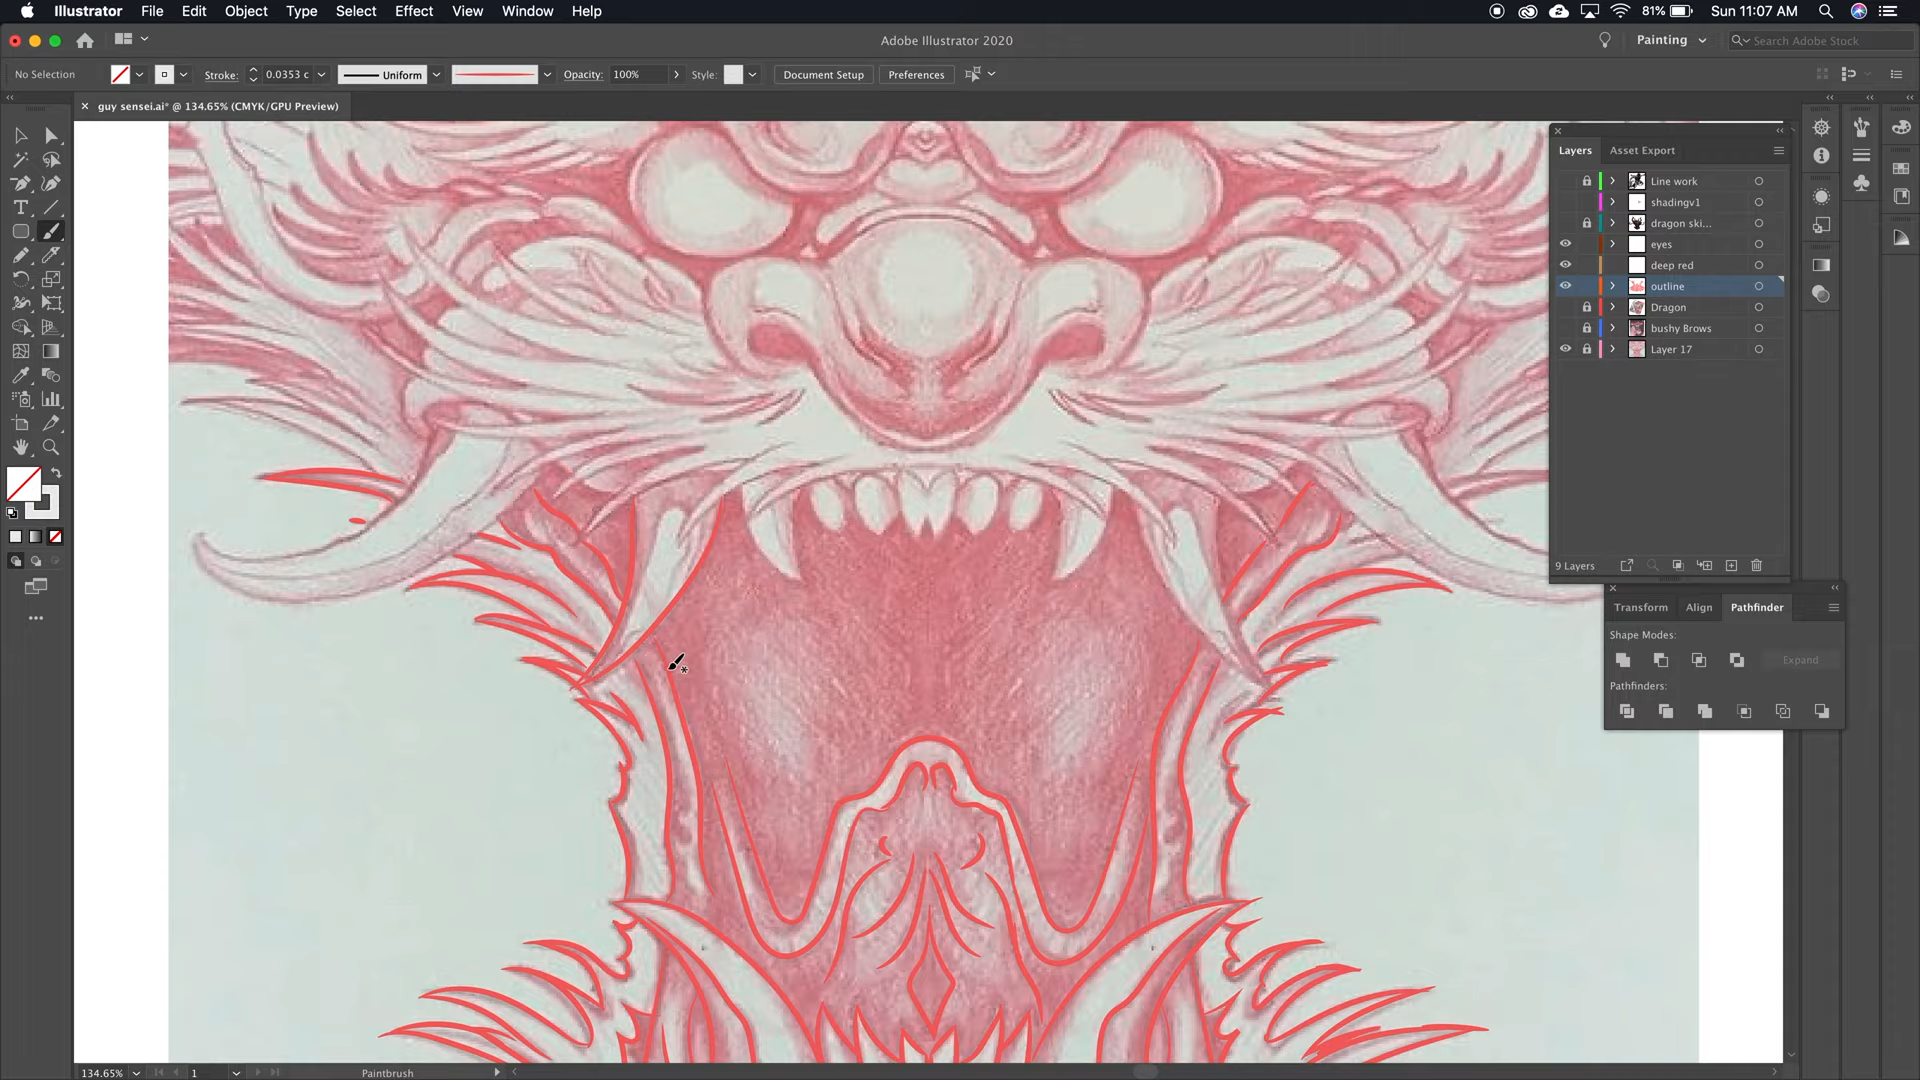 Illustrator File Edit Object Type Select Effect View Window Help 81% Sun 11:07 AM
Adobe Illustrator 2020 Painting Search Adobe Stock
No Selection Stroke: 0.0353 c Uniform Opacity: 100% Style: Document Setup Preferences
guy sensei.ai* @ 134.65% (CMYK/GPU Preview)
Layers Asset Export
Line work
shadingv1
dragon ski...
eyes
deep red
outline
Dragon
bushy Brows
Layer 17
9 Layers
Transform Align Pathfinder
Shape Modes:
Expand
Pathfinders:
134.65% 1 Paintbrush